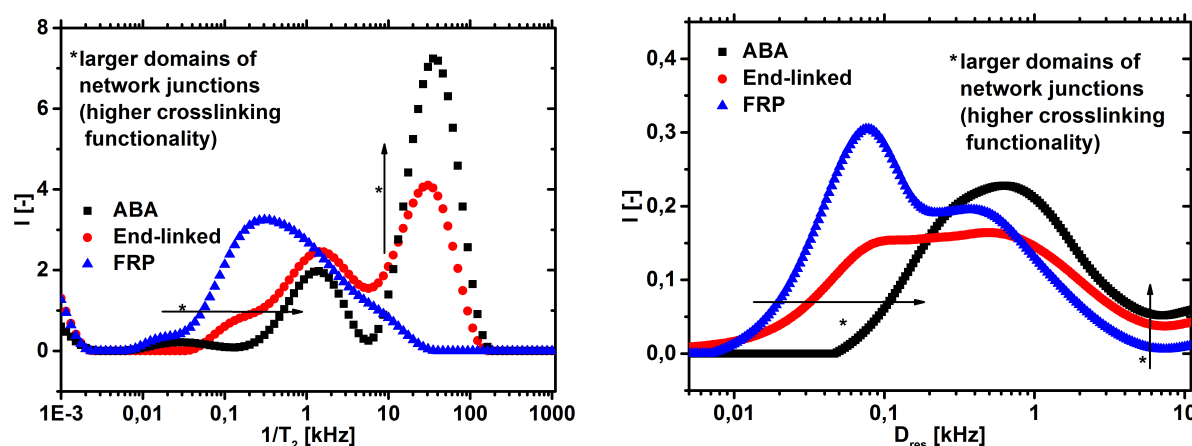 8
6
4
2
0
I [-]
*larger domains of
network junctions
(higher crosslinking
functionality)
*
ABA
End-linked
FRP
*
1E-3 0,01 0,1 1 10 100 1000
1/T2 [kHz]
0,4
0,3
0,2
0,1
0,0
I [-]
ABA
End-linked
FRP
*larger domains of
network junctions
(higher crosslinking
functionality)
*
*
0,01 0,1 1 10
Dres [kHz]